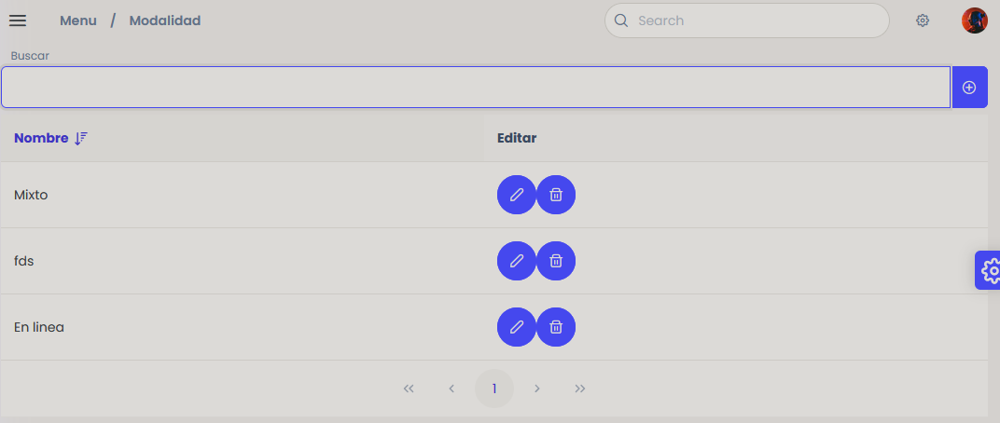 Menu / Modalidad
Search
Buscar
Nombre Editar
Mixto
fds
En linea
1